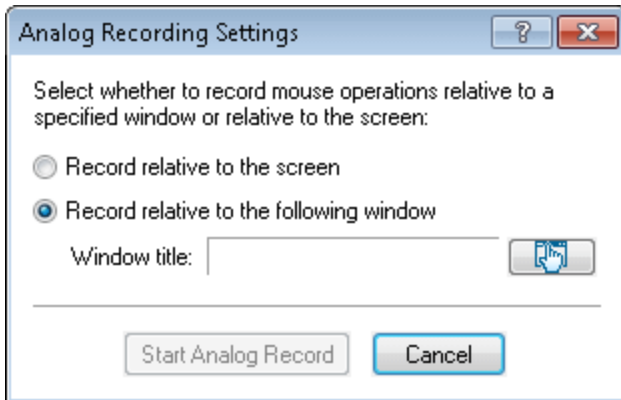 Analog Recording Settings
?
Select whether to record mouse operations relative to a
specified window or relative to the screen:
Record relative to the screen
Record relative to the following window
Window title:
Start Analog Record
Cancel